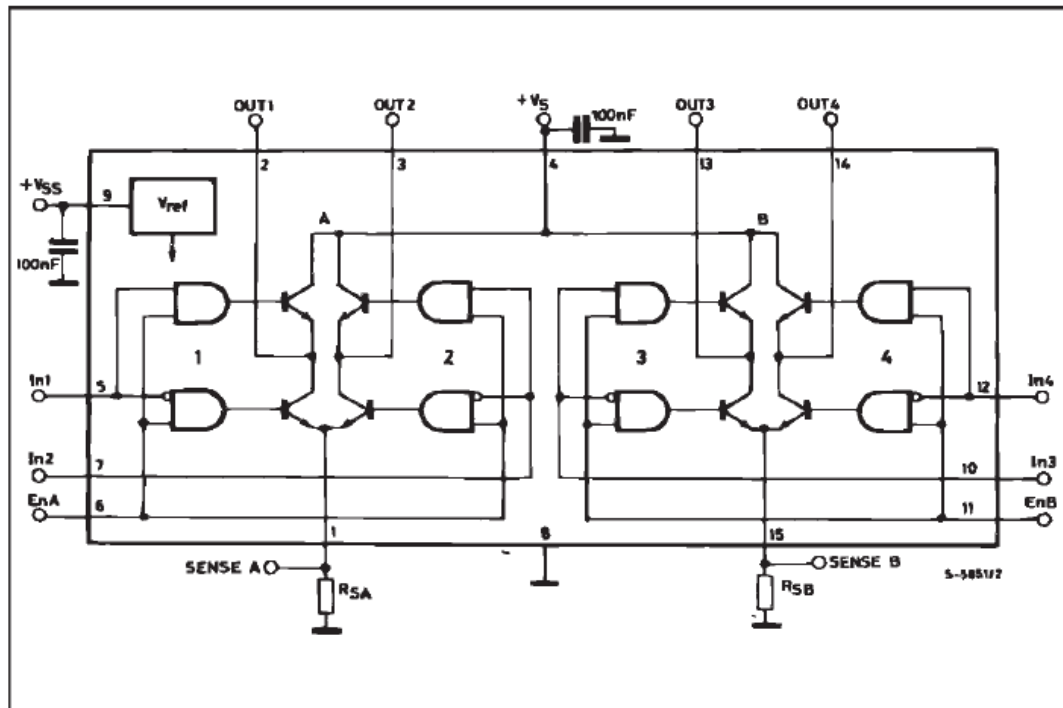 OUT1 OUT2 +VS 100nF OUT3 OUT4
2 3 4 13 14
+VSS 9 Vref
A B
100nF
1 2 3 4
In1 5 12 In4
In2 7 10 In3
EnA 6 11 EnB
1 8 15
SENSE A SENSE B
RSA RSB
S-5851/2